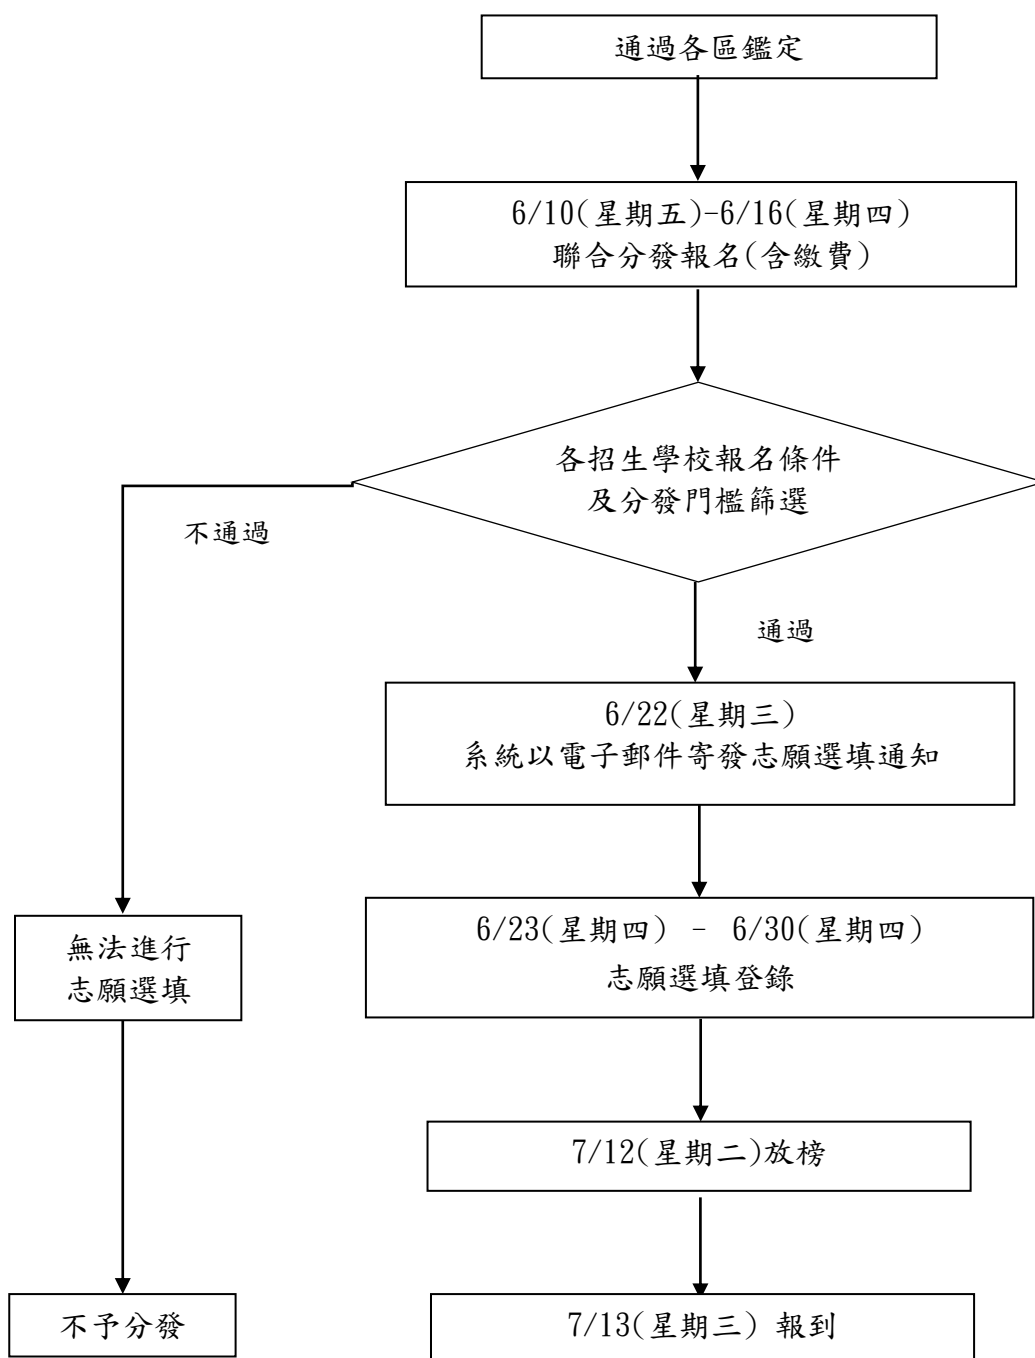 通過各區鑑定
6/10(星期五)-6/16(星期四)
聯合分發報名(含繳費)
各招生學校報名條件
及分發門檻篩選
不通過
通過
6/22(星期三)
系統以電子郵件寄發志願選填通知
無法進行
志願選填
6/23(星期四) - 6/30(星期四)
志願選填登錄
7/12(星期二)放榜
不予分發
7/13(星期三) 報到